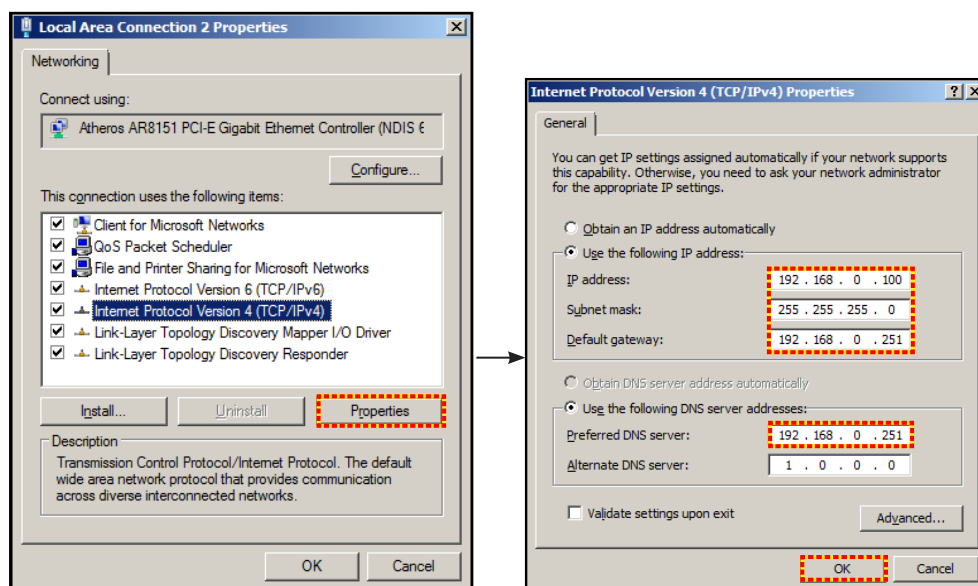 Local Area Connection 2 Properties
Networking
Connect using:
Atheros AR8151 PCI-E Gigabit Ethernet Controller (NDIS 6
Configure...
This connection uses the following items:
Client for Microsoft Networks
QoS Packet Scheduler
File and Printer Sharing for Microsoft Networks
Internet Protocol Version 6 (TCP/IPv6)
Internet Protocol Version 4 (TCP/IPv4)
Link-Layer Topology Discovery Mapper I/O Driver
Link-Layer Topology Discovery Responder
Install...
Uninstall
Properties
Description
Transmission Control Protocol/Internet Protocol. The default
wide area network protocol that provides communication
across diverse interconnected networks.
OK
Cancel
Internet Protocol Version 4 (TCP/IPv4) Properties
General
You can get IP settings assigned automatically if your network supports
this capability. Otherwise, you need to ask your network administrator
for the appropriate IP settings.
Obtain an IP address automatically
Use the following IP address:
IP address: 192 . 168 . 0 . 100
Subnet mask: 255 . 255 . 255 . 0
Default gateway: 192 . 168 . 0 . 251
Obtain DNS server address automatically
Use the following DNS server addresses:
Preferred DNS server: 192 . 168 . 0 . 251
Alternate DNS server: 1 . 0 . 0 . 0
Validate settings upon exit
Advanced...
OK
Cancel